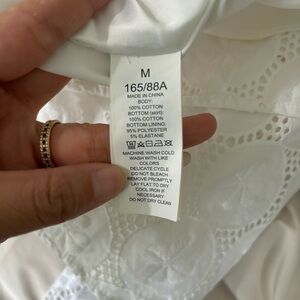 M
165/88A
MADE IN CHINA
BODY:
100% COTTON
BOTTOM (skirt):
100% COTTON
BOTTOM LINING:
95% POLYESTER
5% ELASTANE
MACHINE WASH COLD
WASH WITH LIKE
COLORS
DELICATE CYCLE
DO NOT BLEACH
REMOVE PROMPTLY
LAY FLAT TO DRY
COOL IRON IF
NECESSARY
DO NOT DRY CLEAN